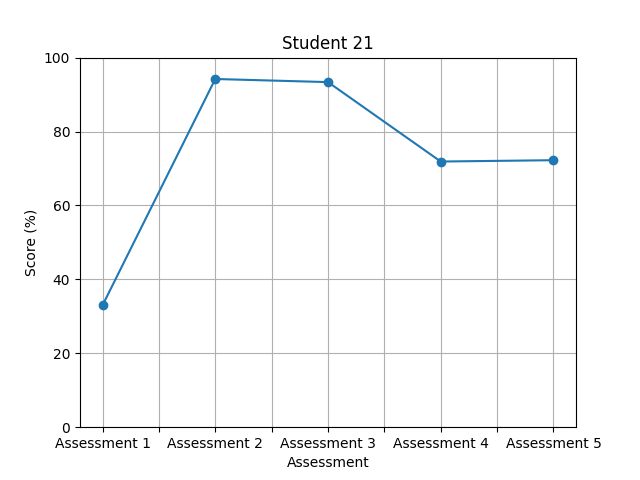 Student 21
100
80
60
40
20
0
Score (%)
Assessment 1 Assessment 2 Assessment 3 Assessment 4 Assessment 5
Assessment